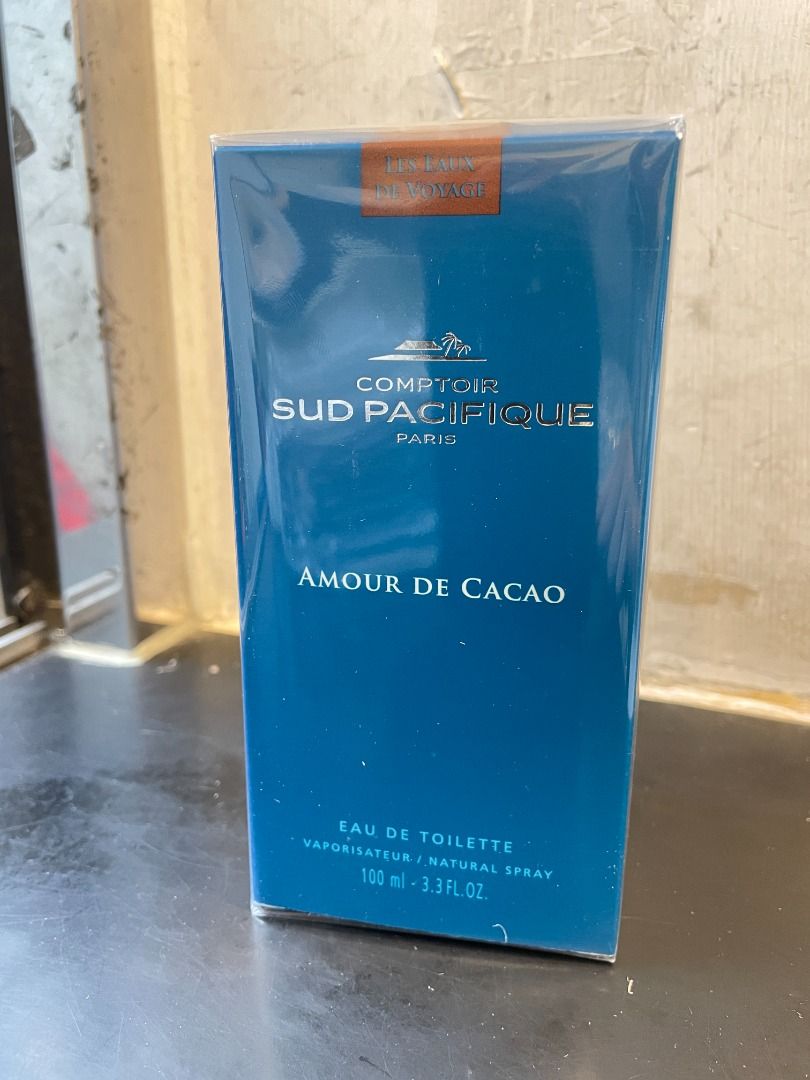 LES EAUX
DE VOYAGE
COMPTOIR
SUD PACIFIQUE
PARIS
AMOUR DE CACAO
EAU DE TOILETTE
VAPORISATEUR / NATURAL SPRAY
100 ml - 3.3 FL.OZ.